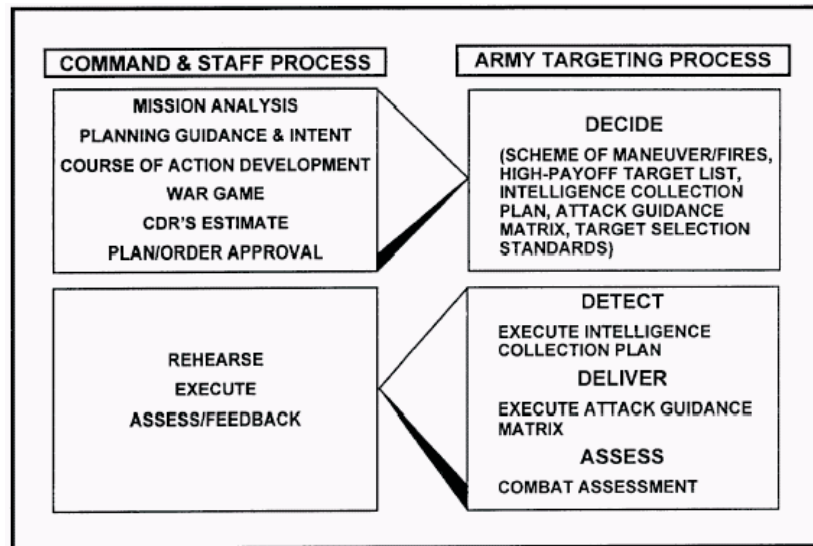 COMMAND & STAFF PROCESS
MISSION ANALYSIS
PLANNING GUIDANCE & INTENT
COURSE OF ACTION DEVELOPMENT
WAR GAME
CDR'S ESTIMATE
PLAN/ORDER APPROVAL
REHEARSE
EXECUTE
ASSESS/FEEDBACK
ARMY TARGETING PROCESS
DECIDE
(SCHEME OF MANEUVER/FIRES,
HIGH-PAYOFF TARGET LIST,
INTELLIGENCE COLLECTION
PLAN, ATTACK GUIDANCE
MATRIX, TARGET SELECTION
STANDARDS)
DETECT
EXECUTE INTELLIGENCE
COLLECTION PLAN
DELIVER
EXECUTE ATTACK GUIDANCE
MATRIX
ASSESS
COMBAT ASSESSMENT